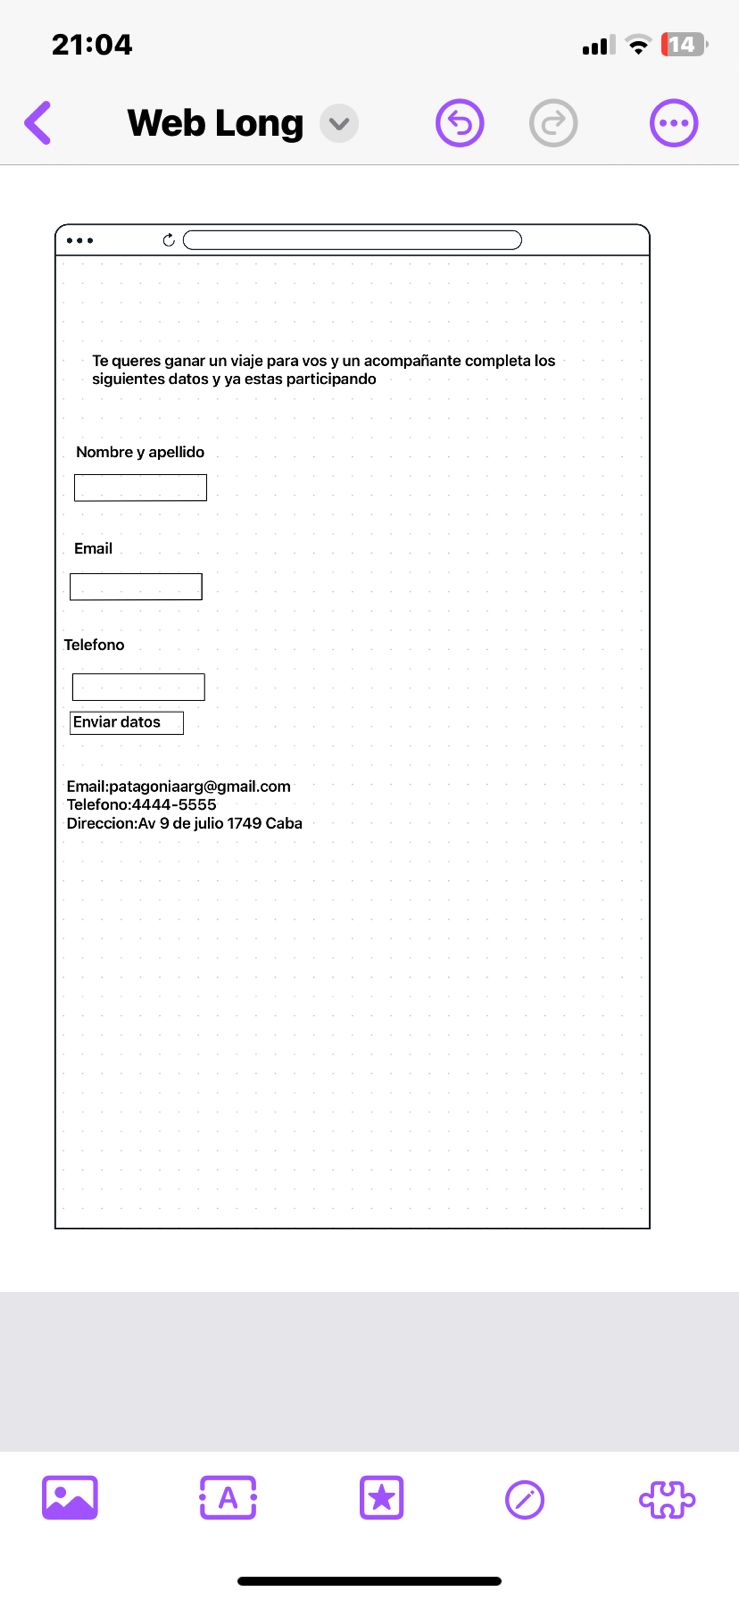 21:04
14
Web Long
Te queres ganar un viaje para vos y un acompañante completa los
siguientes datos y ya estas participando
Nombre y apellido
Email
Telefono
Enviar datos
Email:patagoniaarg@gmail.com
Telefono:4444-5555
Direccion:Av 9 de julio 1749 Caba
A